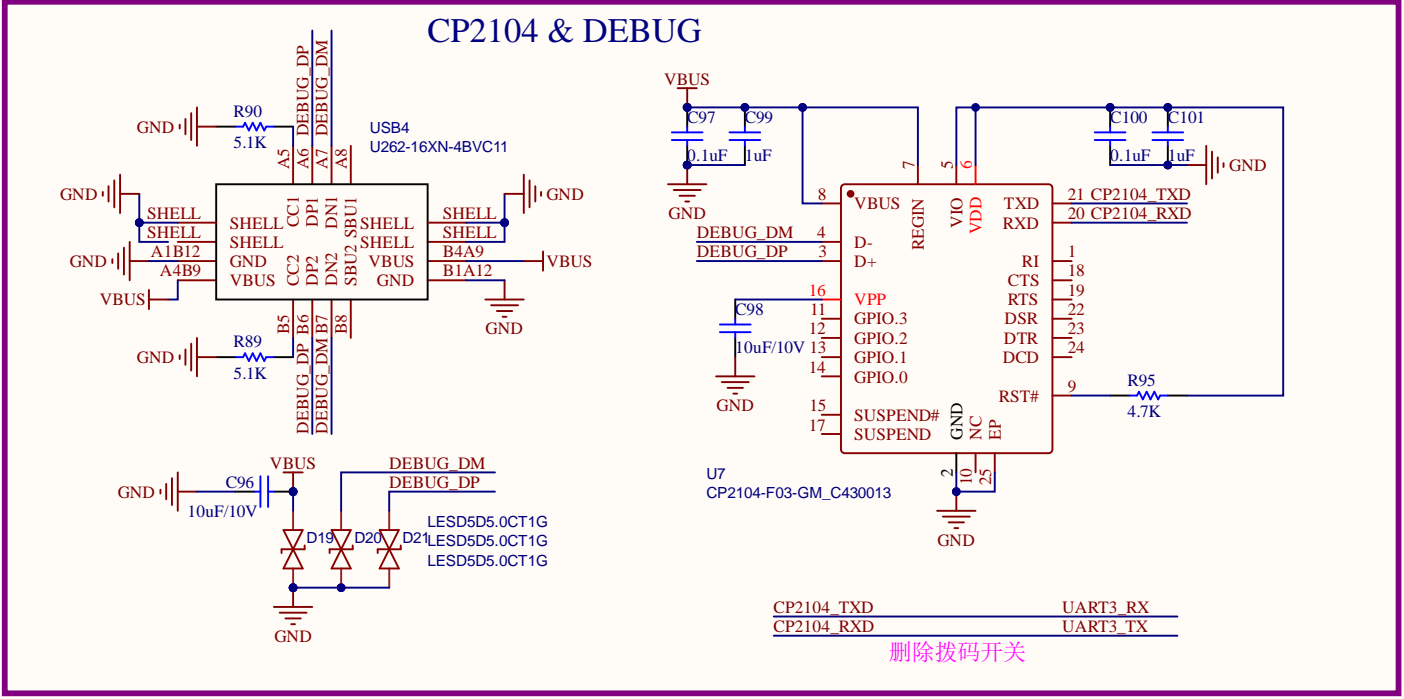 CP2104 & DEBUG
DEBUG_DP
DEBUG_DM
GND
R90
5.1K
A5
A6
A7
A8
USB4
U262-16XN-4BVC11
GND
SHELL
SHELL
GND
A1B12
A4B9
VBUS
SHELL
SHELL
GND
VBUS
CC1
DP1
DN1
SBU1
CC2
DP2
DN2
SBU2
SHELL
SHELL
VBUS
GND
SHELL
SHELL
B4A9
B1A12
GND
VBUS
GND
B5
B6
B7
B8
GND
R89
5.1K
DEBUG_DP
DEBUG_DM
VBUS
GND
C96
10uF/10V
DEBUG_DM
DEBUG_DP
D19
D20
D21
LESD5D5.0CT1G
LESD5D5.0CT1G
LESD5D5.0CT1G
GND
VBUS
C97
0.1uF
C99
1uF
GND
C100
0.1uF
C101
1uF
GND
7
5
6
8
VBUS
REGIN
VIO
VDD
TXD
21
CP2104_TXD
RXD
20
CP2104_RXD
DEBUG_DM
4
D-
DEBUG_DP
3
D+
RI
1
CTS
18
RTS
19
DSR
22
DTR
23
DCD
24
16
VPP
11
GPIO.3
12
GPIO.2
13
GPIO.1
14
GPIO.0
C98
10uF/10V
GND
RST#
9
R95
4.7K
15
SUSPEND#
17
SUSPEND
GND
NC
EP
2
10
25
U7
CP2104-F03-GM_C430013
GND
CP2104_TXD UART3_RX
CP2104_RXD UART3_TX
删除拨码开关